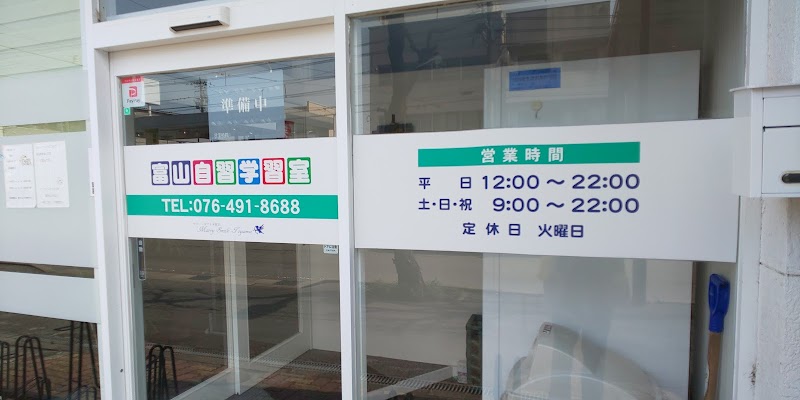 準備中
PayPay
富山自習学習室
TEL:076-491-8688
営業時間
平 日 12:00～22:00
土・日・祝 9:00～22:00
定休日 火曜日